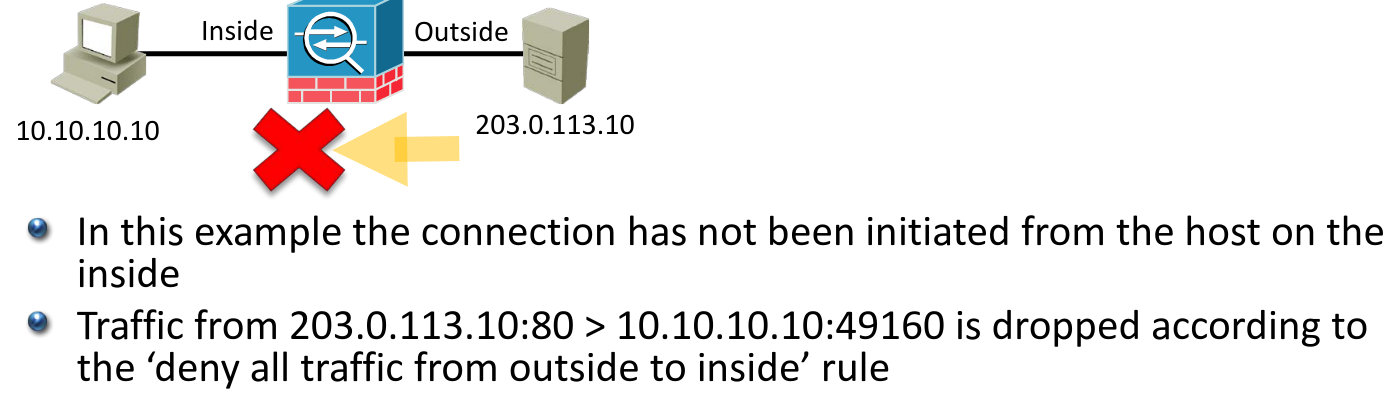 Inside
Outside
10.10.10.10
203.0.113.10
In this example the connection has not been initiated from the host on the
inside
Traffic from 203.0.113.10:80 > 10.10.10.10:49160 is dropped according to
the ‘deny all traffic from outside to inside’ rule